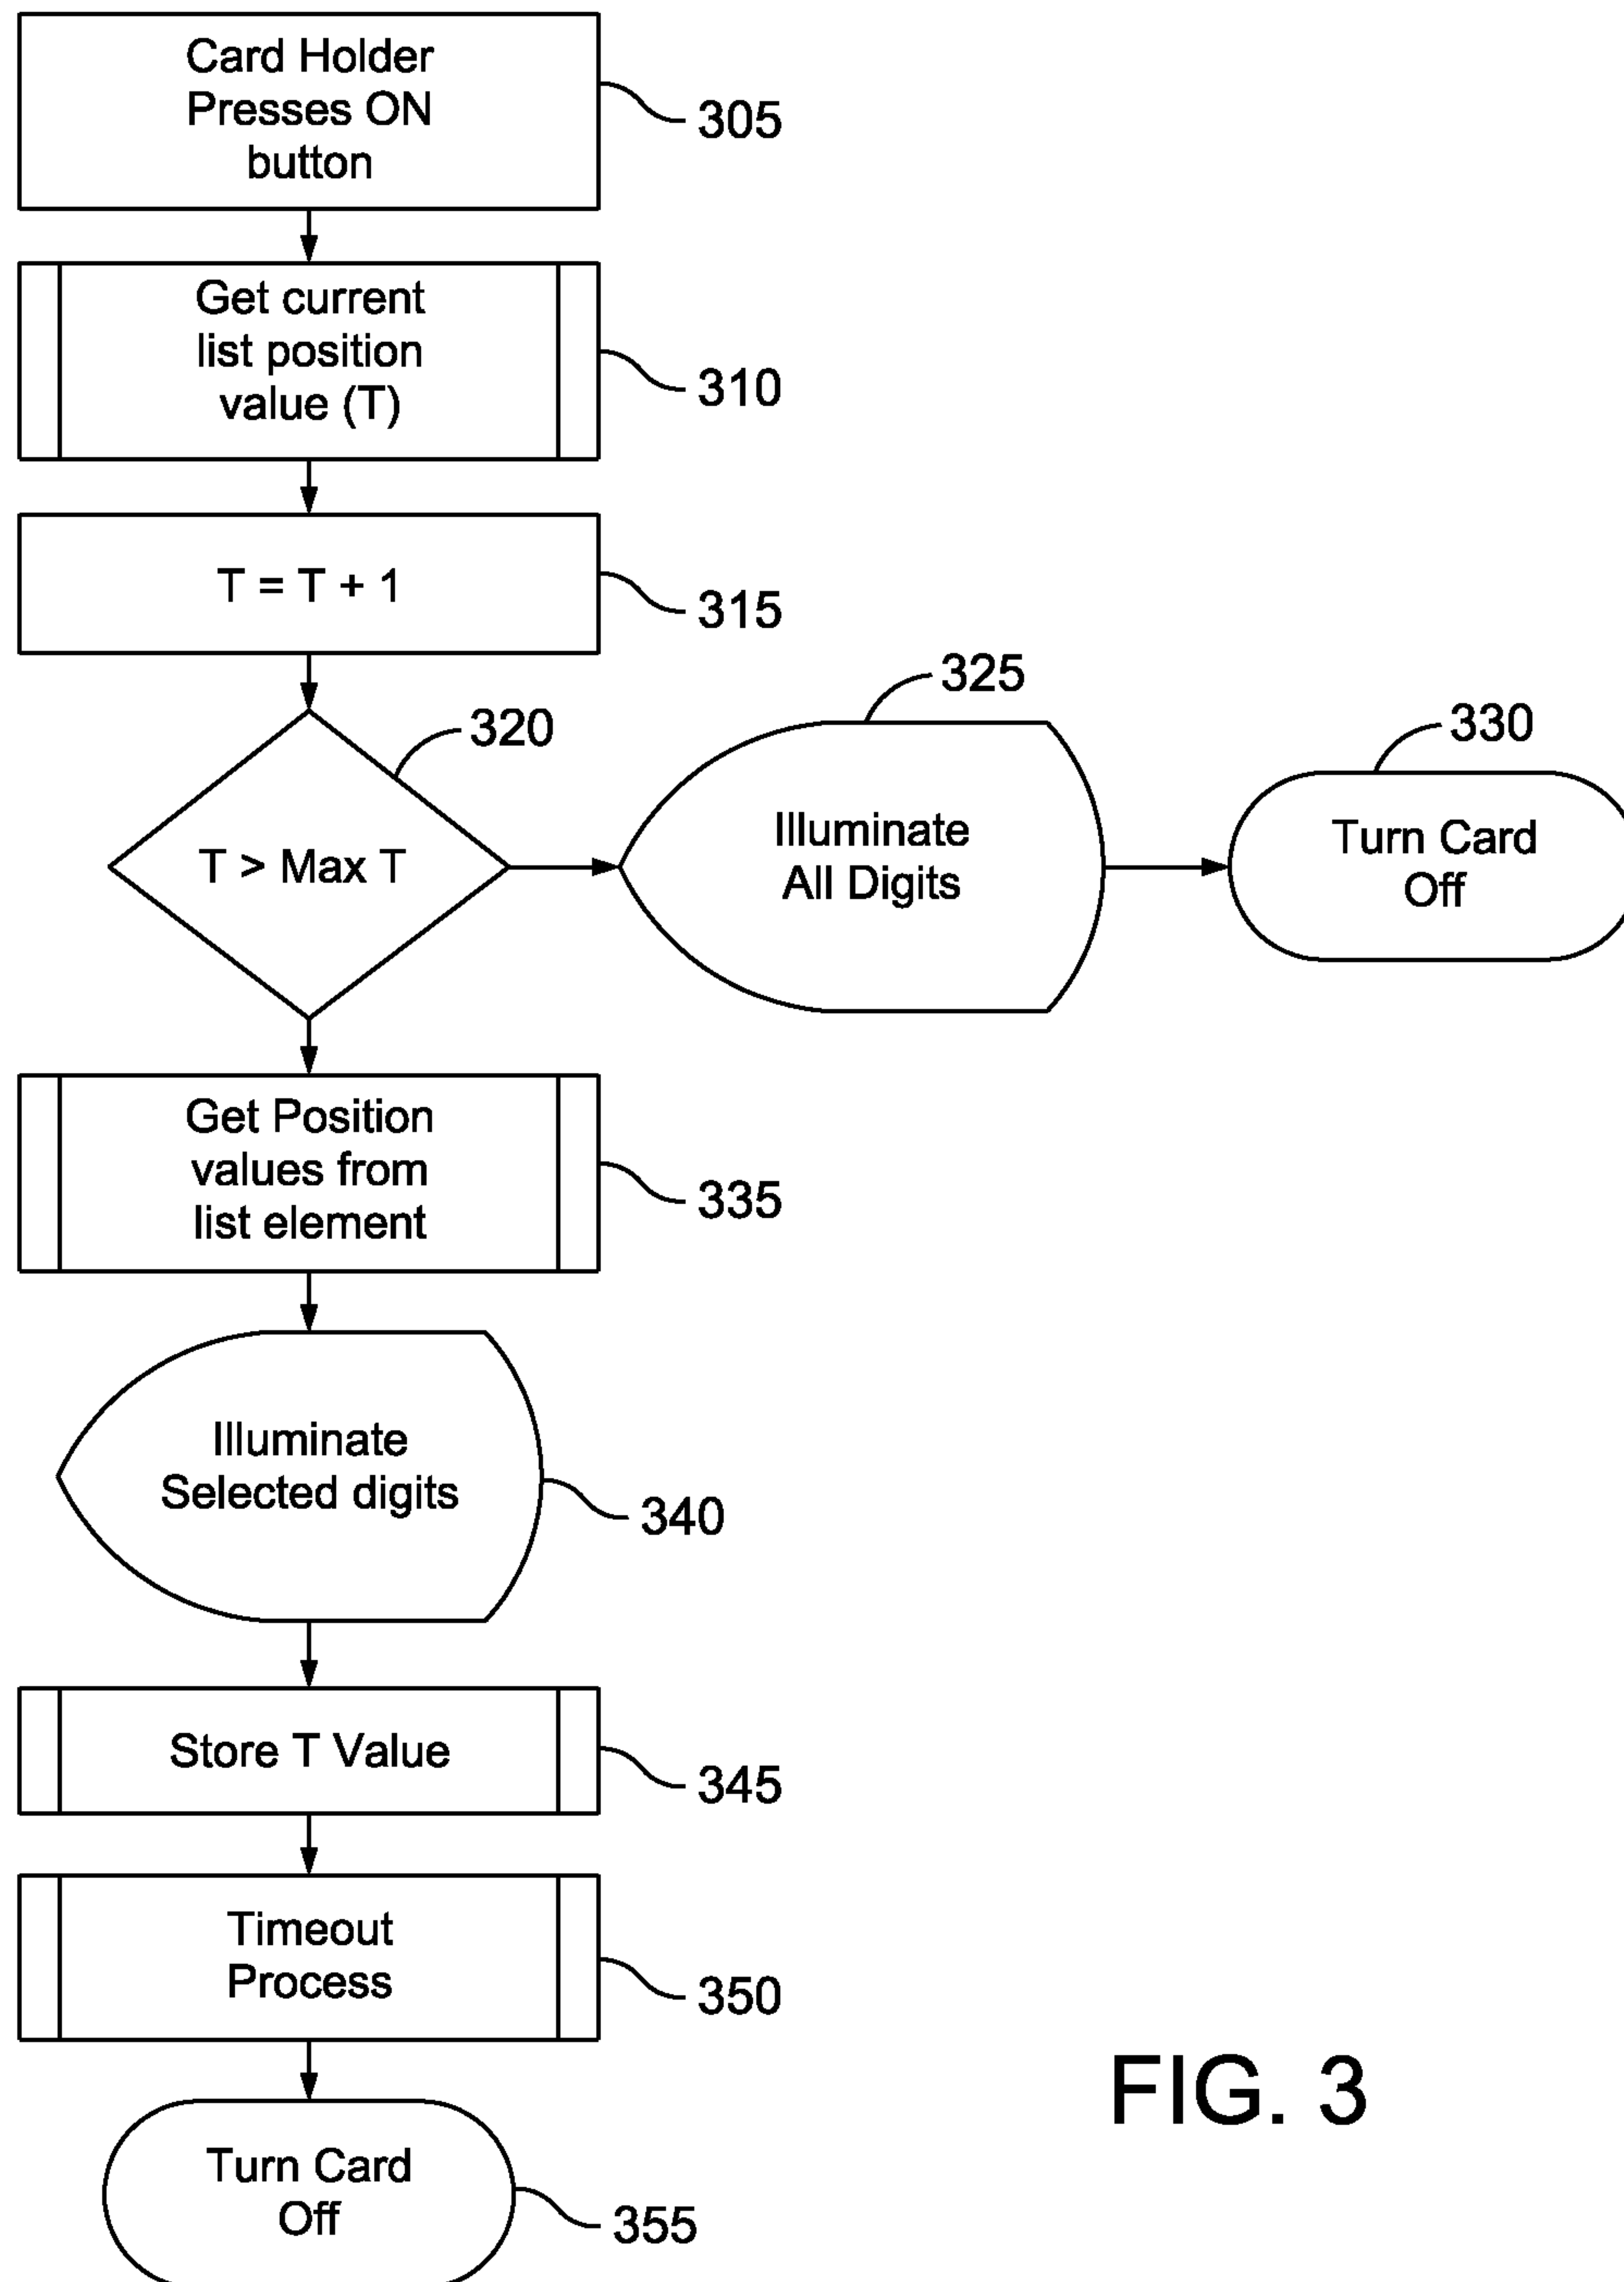 Card Holder
Presses ON
button
305
Get current
list position
value (T)
310
T = T + 1
315
320
T > Max T
325
Illuminate
All Digits
330
Turn Card
Off
Get Position
values from
list element
335
Illuminate
Selected digits
340
Store T Value
345
Timeout
Process
350
Turn Card
Off
355
FIG. 3